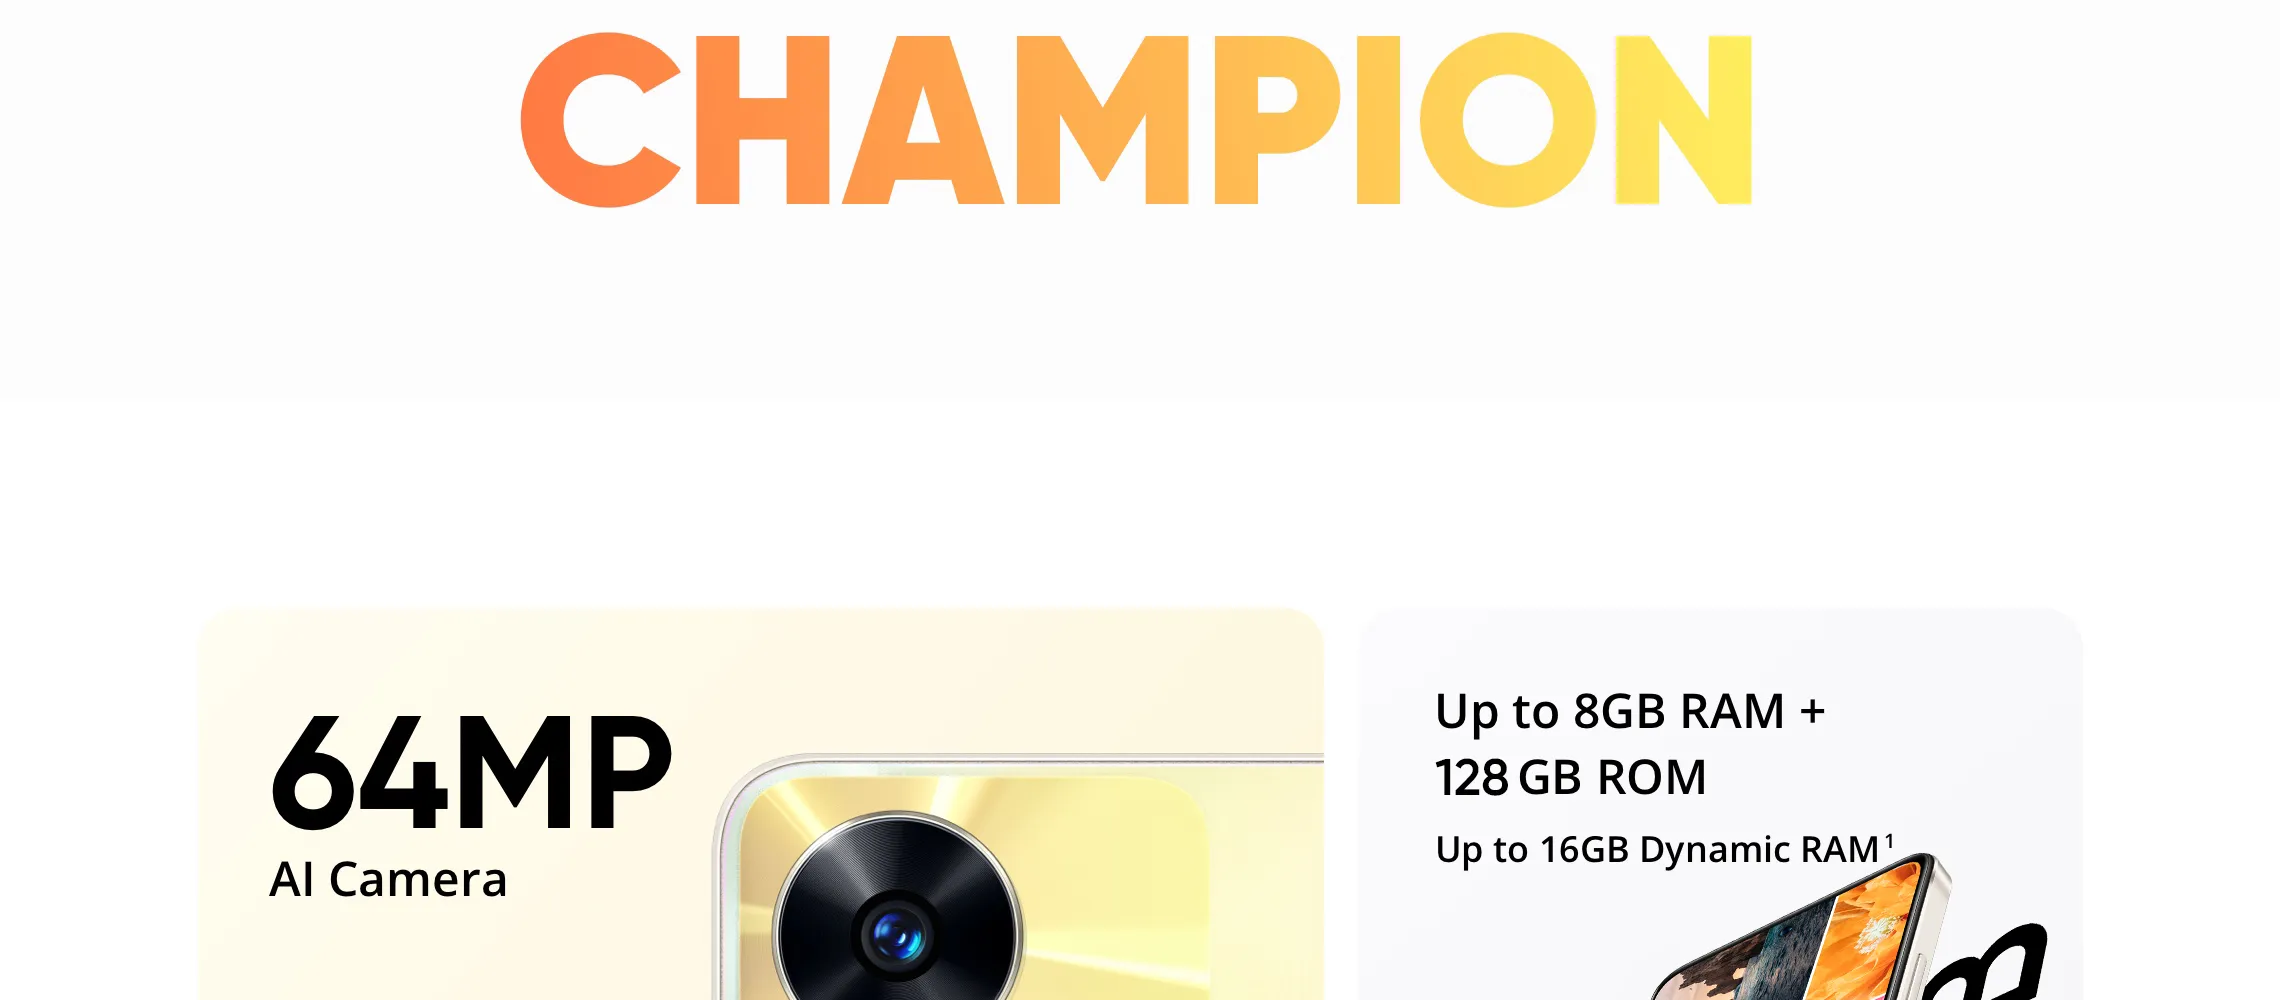 CHAMPION
64MP
AI Camera
Up to 8GB RAM +
128 GB ROM
Up to 16GB Dynamic RAM¹